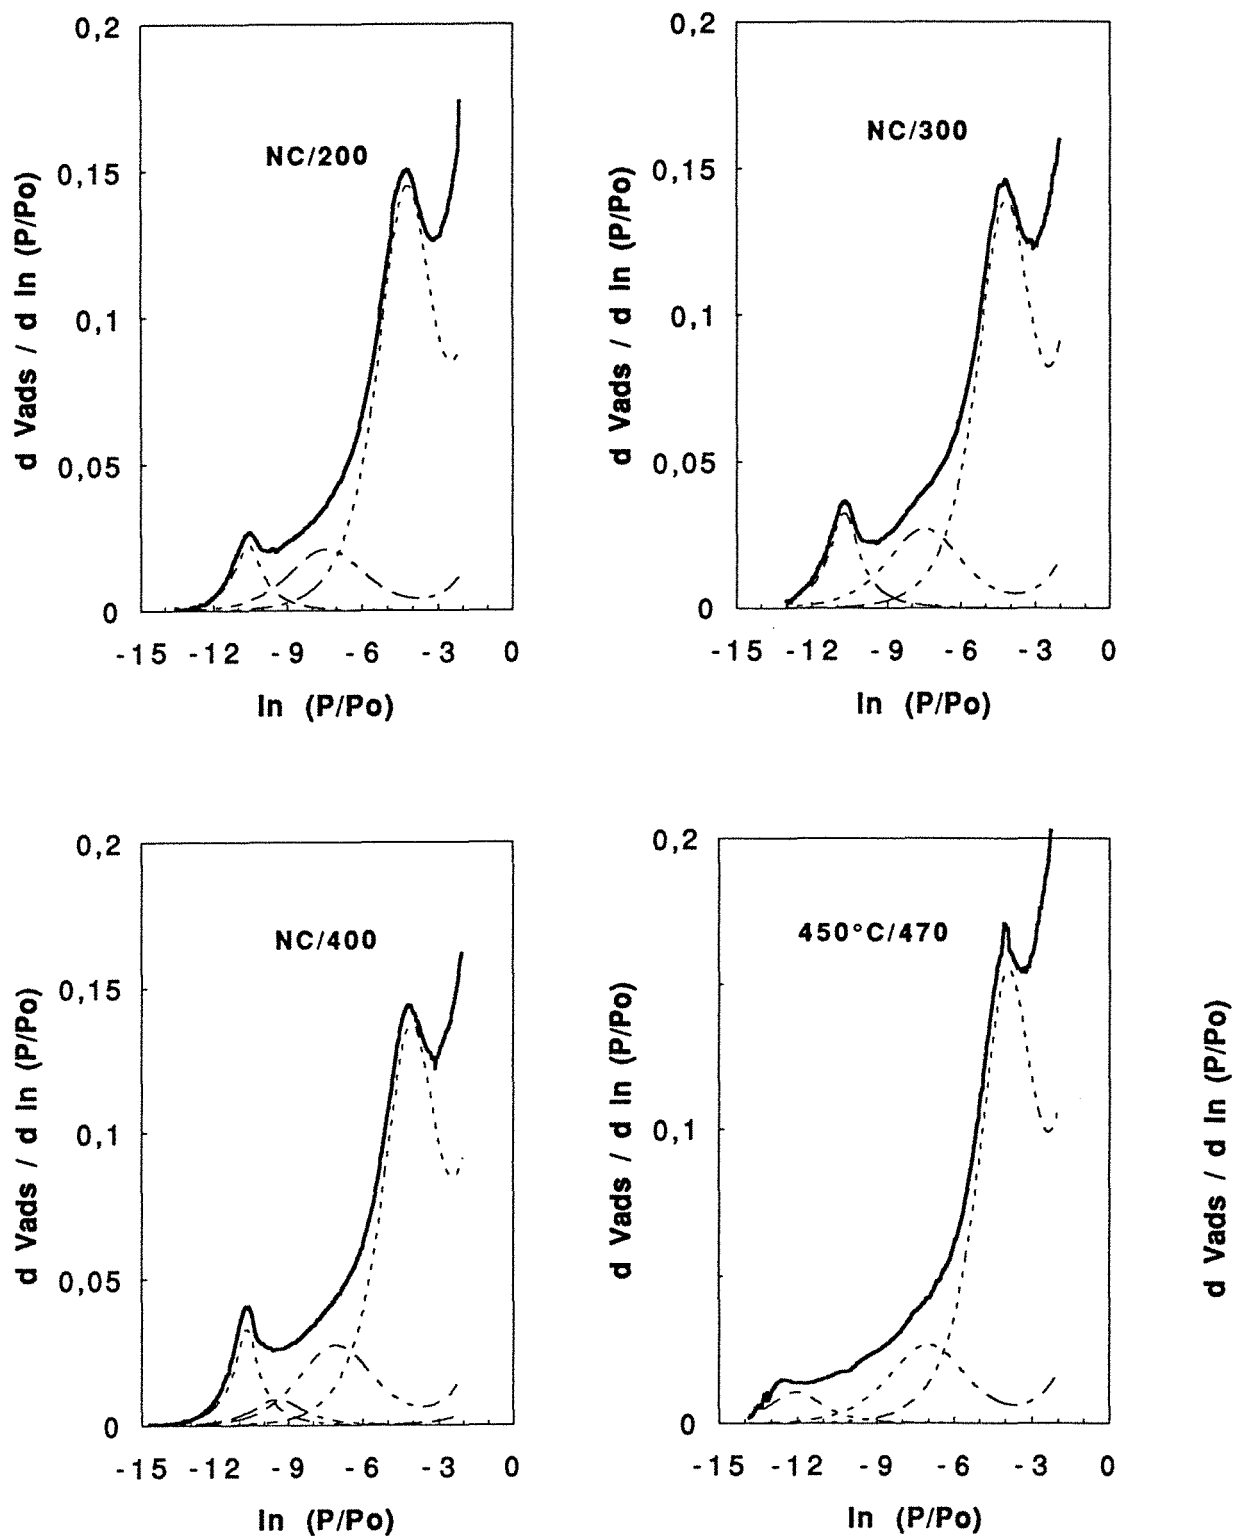 0,2
NC/200
0,15
0,1
0,05
0
-15 -12 -9 -6 -3 0
ln (P/Po)
d Vads / d ln (P/Po)
0,2
NC/300
0,15
0,1
0,05
0
-15 -12 -9 -6 -3 0
ln (P/Po)
d Vads / d ln (P/Po)
0,2
NC/400
0,15
0,1
0,05
0
-15 -12 -9 -6 -3 0
ln (P/Po)
d Vads / d ln (P/Po)
0,2
450°C/470
0,1
0
-15 -12 -9 -6 -3 0
ln (P/Po)
d Vads / d ln (P/Po)
d Vads / d ln (P/Po)